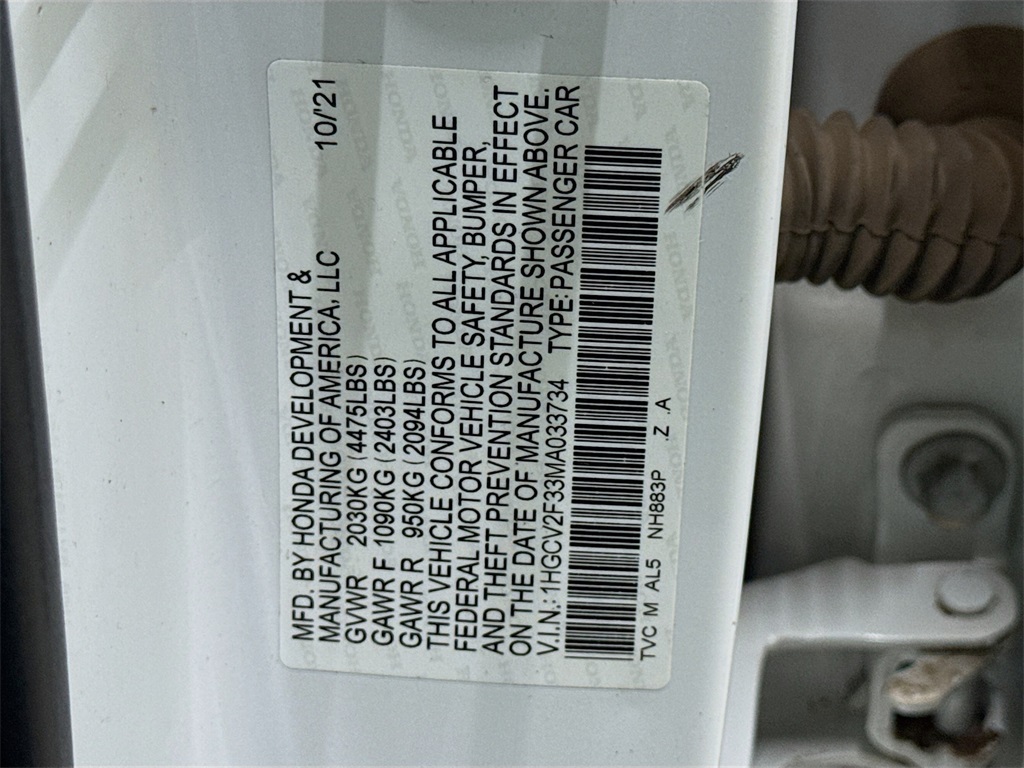 MFD. BY HONDA DEVELOPMENT &
MANUFACTURING OF AMERICA, LLC 10/'21
GVWR 2030KG (4475LBS)
GAWR F 1090KG (2403LBS)
GAWR R 950KG (2094LBS)
THIS VEHICLE CONFORMS TO ALL APPLICABLE
FEDERAL MOTOR VEHICLE SAFETY, BUMPER,
AND THEFT PREVENTION STANDARDS IN EFFECT
ON THE DATE OF MANUFACTURE SHOWN ABOVE.
V.I.N.:1HGCV2F33MA033734 TYPE:PASSENGER CAR
TVC M AL5 NH883P .Z .A